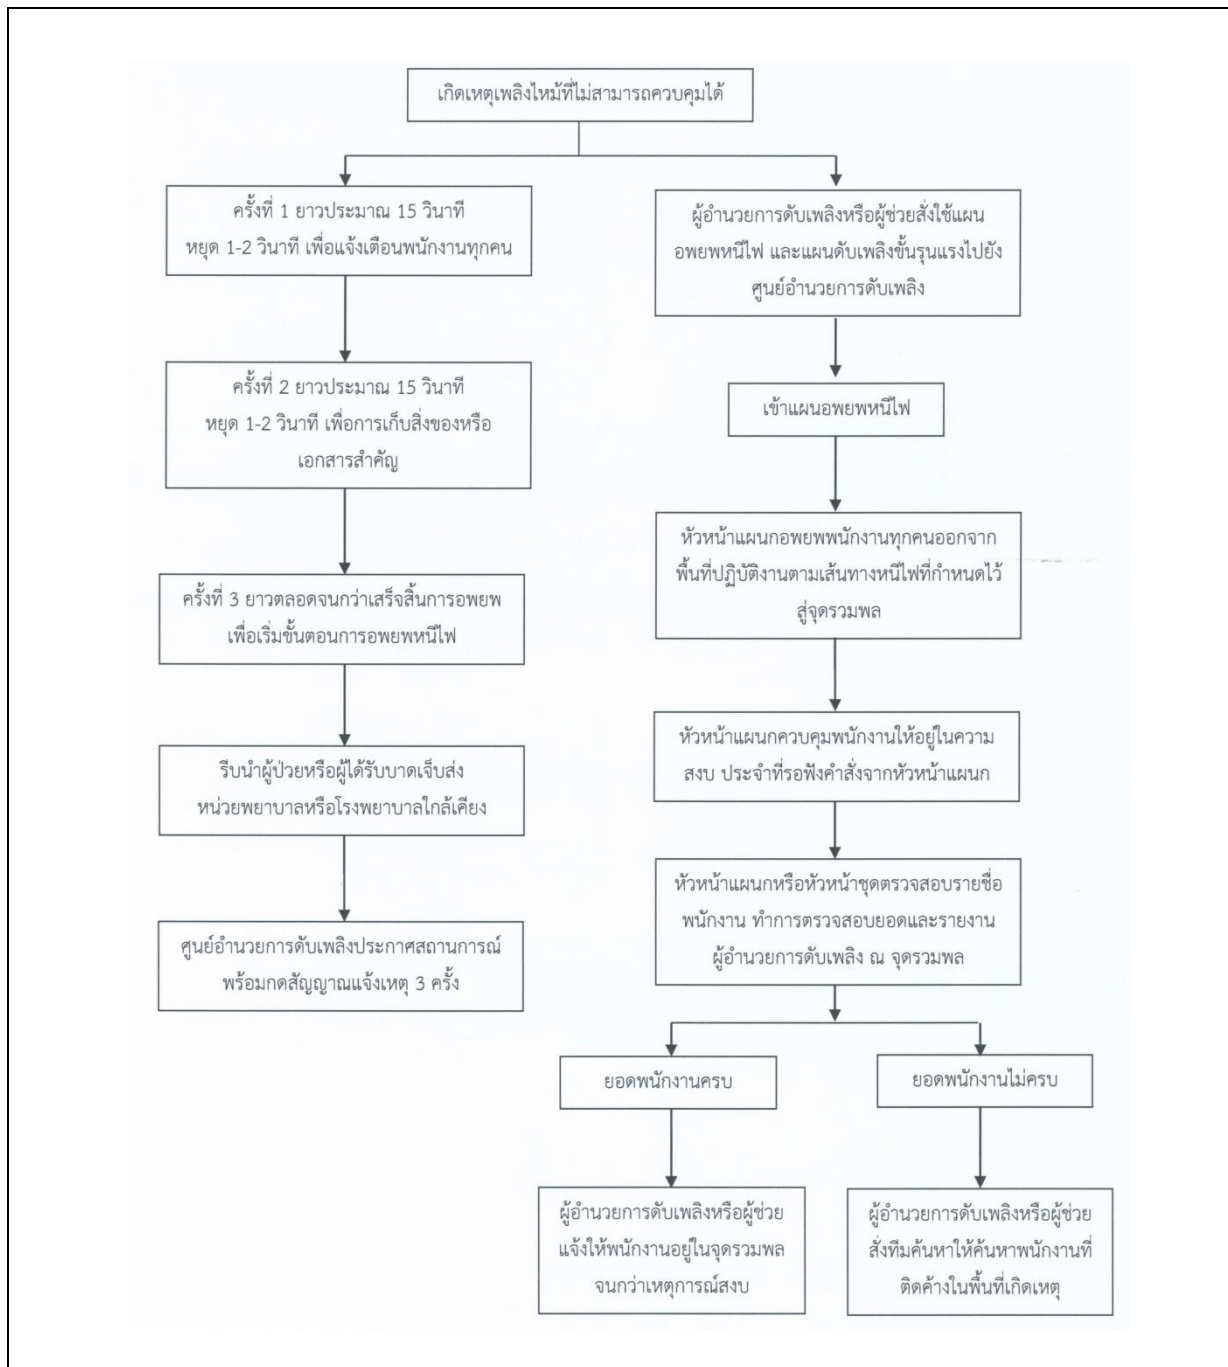 เกิดเหตุเพลิงไหม้ที่ไม่สามารถควบคุมได้
ครั้งที่ 1 ยาวประมาณ 15 วินาที
หยุด 1-2 วินาที เพื่อแจ้งเตือนพนักงานทุกคน
ครั้งที่ 2 ยาวประมาณ 15 วินาที
หยุด 1-2 วินาที เพื่อการเก็บสิ่งของหรือ
เอกสารสำคัญ
ครั้งที่ 3 ยาวตลอดจนกว่าเสร็จสิ้นการอพยพ
เพื่อเริ่มขั้นตอนการอพยพหนีไฟ
รีบนำผู้ป่วยหรือผู้ได้รับบาดเจ็บส่ง
หน่วยพยาบาลหรือโรงพยาบาลใกล้เคียง
ศูนย์อำนวยการดับเพลิงประกาศสถานการณ์
พร้อมกดสัญญาณแจ้งเหตุ 3 ครั้ง
ผู้อำนวยการดับเพลิงหรือผู้ช่วยสั่งใช้แผน
อพยพหนีไฟ และแผนดับเพลิงขั้นรุนแรงไปยัง
ศูนย์อำนวยการดับเพลิง
เข้าแผนอพยพหนีไฟ
หัวหน้าแผนกอพยพพนักงานทุกคนออกจาก
พื้นที่ปฏิบัติงานตามเส้นทางหนีไฟที่กำหนดไว้
สู่จุดรวมพล
หัวหน้าแผนกควบคุมพนักงานให้อยู่ในความ
สงบ ประจำที่รอฟังคำสั่งจากหัวหน้าแผนก
หัวหน้าแผนกหรือหัวหน้าชุดตรวจสอบรายชื่อ
พนักงาน ทำการตรวจสอบยอดและรายงาน
ผู้อำนวยการดับเพลิง ณ จุดรวมพล
ยอดพนักงานครบ
ผู้อำนวยการดับเพลิงหรือผู้ช่วย
แจ้งให้พนักงานอยู่ในจุดรวมพล
จนกว่าเหตุการณ์สงบ
ยอดพนักงานไม่ครบ
ผู้อำนวยการดับเพลิงหรือผู้ช่วย
สั่งทีมค้นหาให้ค้นหาพนักงานที่
ติดค้างในพื้นที่เกิดเหตุ